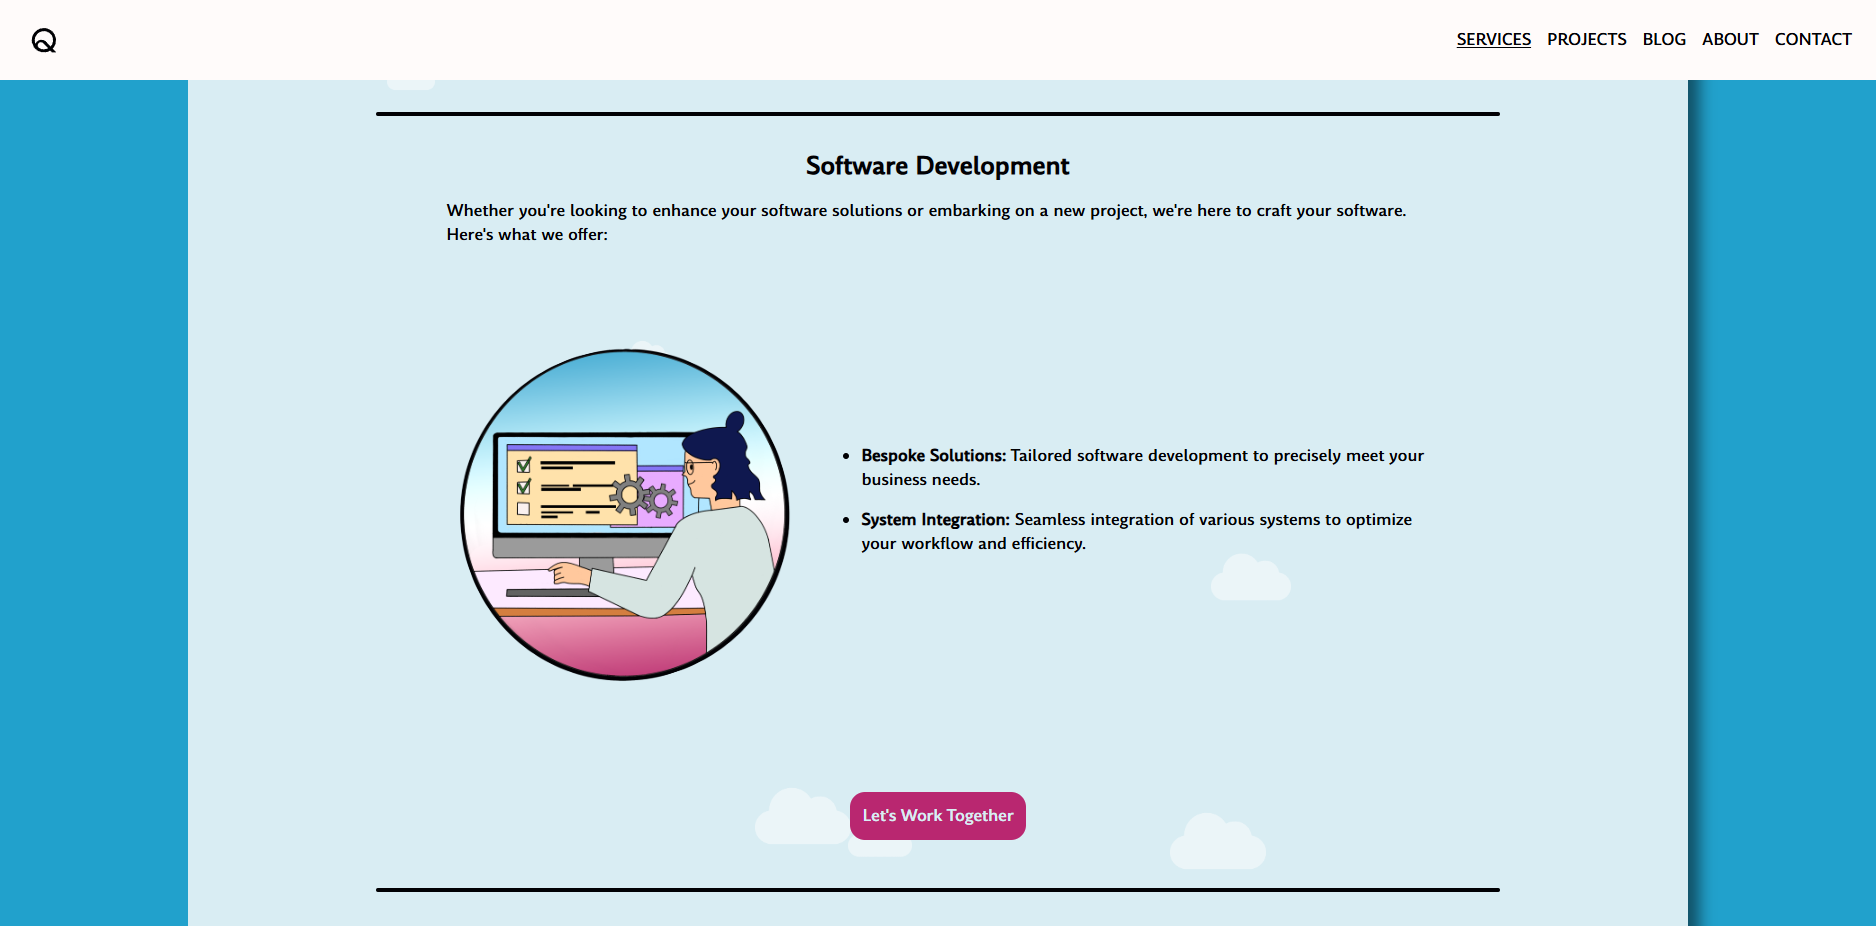 Q
SERVICES PROJECTS BLOG ABOUT CONTACT
Software Development
Whether you're looking to enhance your software solutions or embarking on a new project, we're here to craft your software.
Here's what we offer:
• Bespoke Solutions: Tailored software development to precisely meet your
business needs.
• System Integration: Seamless integration of various systems to optimize
your workflow and efficiency.
Let's Work Together